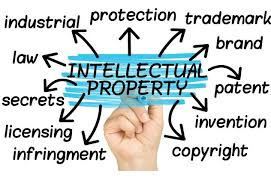 industrial
protection
trademark
law
brand
INTELLECTUAL
PROPERTY
secrets
patent
licensing
invention
infringment
copyright